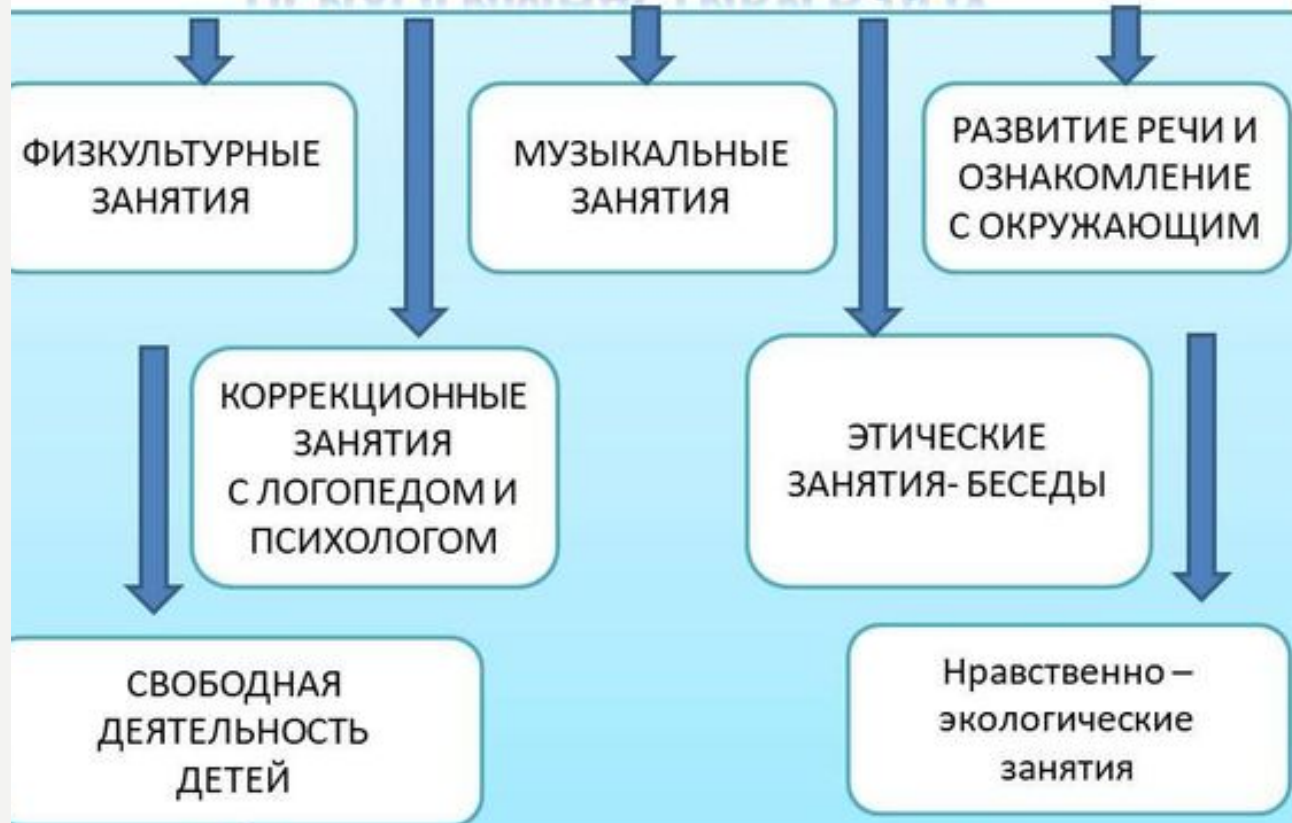 ФИЗКУЛЬТУРНЫЕ
ЗАНЯТИЯ
МУЗЫКАЛЬНЫЕ
ЗАНЯТИЯ
РАЗВИТИЕ РЕЧИ И
ОЗНАКОМЛЕНИЕ
С ОКРУЖАЮЩИМ
КОРРЕКЦИОННЫЕ
ЗАНЯТИЯ
С ЛОГОПЕДОМ И
ПСИХОЛОГОМ
ЭТИЧЕСКИЕ
ЗАНЯТИЯ- БЕСЕДЫ
СВОБОДНАЯ
ДЕЯТЕЛЬНОСТЬ
ДЕТЕЙ
Нравственно –
экологические
занятия